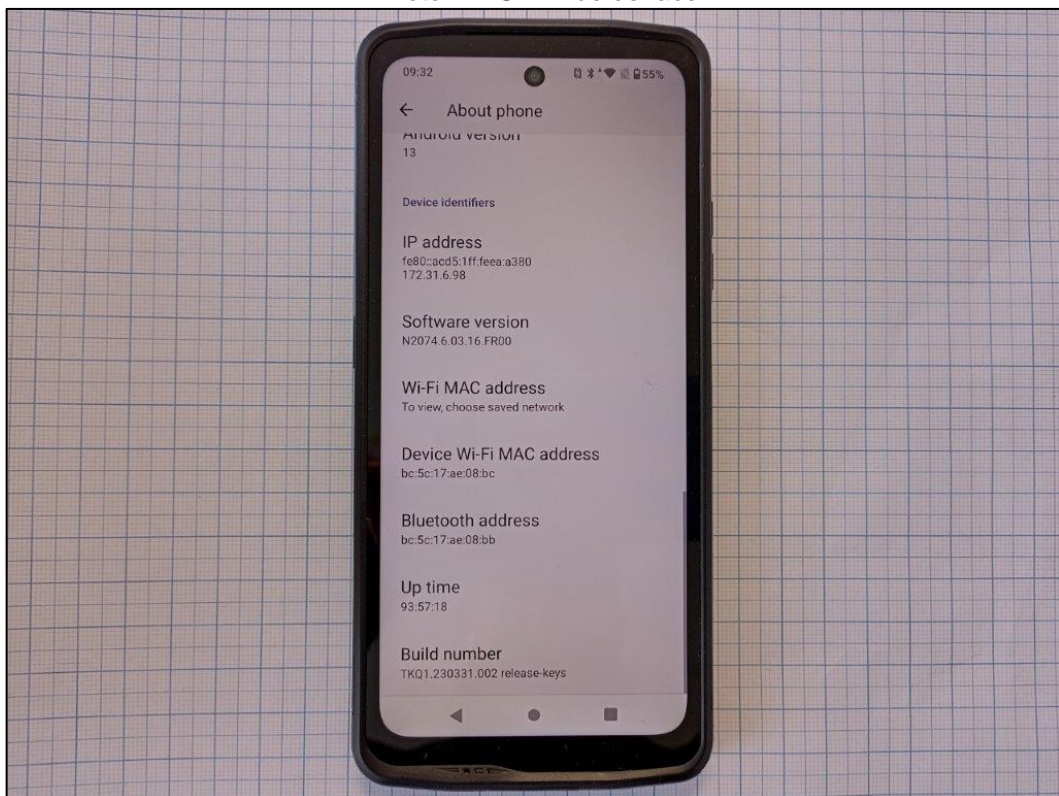 09:32
55%
About phone
Android version
13
Device identifiers
IP address
fe80::acd5:1ff:feea:a380
172.31.6.98
Software version
N2074.6.03.16.FR00
Wi-Fi MAC address
To view, choose saved network
Device Wi-Fi MAC address
bc:5c:17:ae:08:bc
Bluetooth address
bc:5c:17:ae:08:bb
Up time
93:57:18
Build number
TKQ1.230331.002 release-keys